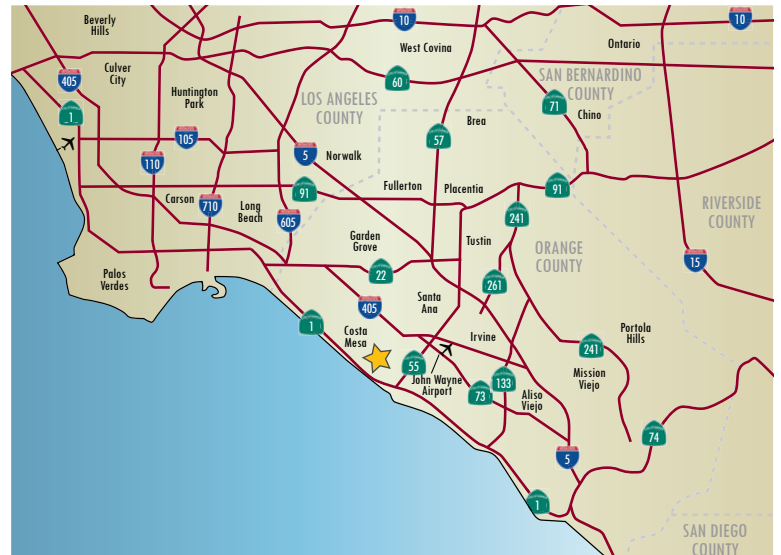 Beverly
Hills
10
West Covina
Ontario
10
Culver
City
405
60
SAN BERNARDINO
COUNTY
Huntington
Park
LOS ANGELES
COUNTY
71
Chino
1
Brea
105
57
5
Norwalk
110
91
Fullerton
Placentia
91
Carson
710
Long
Beach
605
241
RIVERSIDE
COUNTY
Garden
Grove
Tustin
ORANGE
COUNTY
22
15
Palos
Verdes
261
Santa
Ana
405
1
Costa
Mesa
Irvine
Portola
Hills
241
55
John Wayne
Airport
133
73
Aliso
Viejo
Mission
Viejo
74
5
1
SAN DIEGO
COUNTY